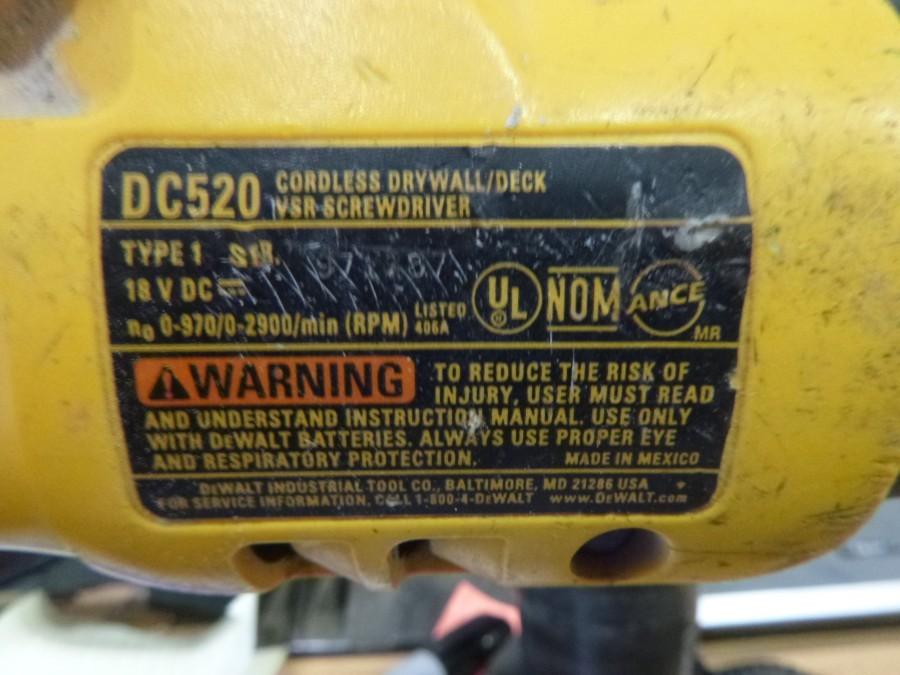 DC520 CORDLESS DRYWALL/DECK
VSR SCREWDRIVER
TYPE 1 SER.
18 V DC
n0 0-970/0-2900/min (RPM) LISTED
406A
UL NOM ANCE
MR
WARNING TO REDUCE THE RISK OF
INJURY, USER MUST READ
AND UNDERSTAND INSTRUCTION MANUAL. USE ONLY
WITH DeWALT BATTERIES. ALWAYS USE PROPER EYE
AND RESPIRATORY PROTECTION. MADE IN MEXICO
DeWALT INDUSTRIAL TOOL CO., BALTIMORE, MD 21286 USA
FOR SERVICE INFORMATION, CALL 1-800-4-DeWALT www.DeWALT.com